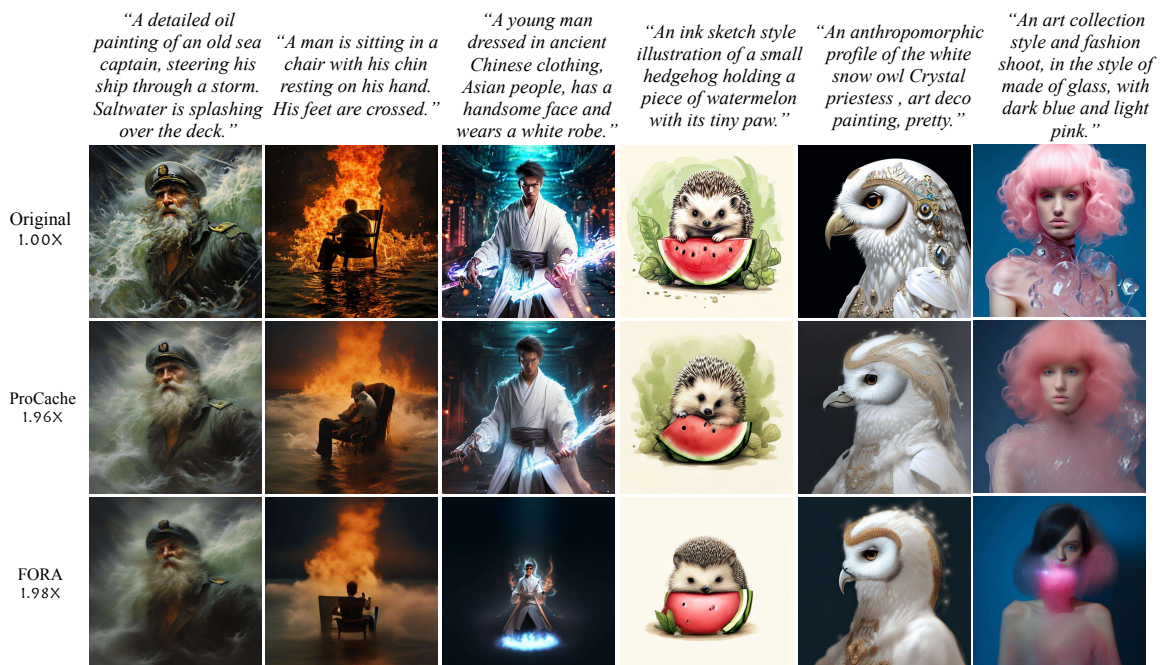 “A detailed oil
painting of an old sea
captain, steering his
ship through a storm.
Saltwater is splashing
over the deck.”
“A man is sitting in a
chair with his chin
resting on his hand.
His feet are crossed.”
“A young man
dressed in ancient
Chinese clothing,
Asian people, has a
handsome face and
wears a white robe.”
“An ink sketch style
illustration of a small
hedgehog holding a
piece of watermelon
with its tiny paw.”
“An anthropomorphic
profile of the white
snow owl Crystal
priestess , art deco
painting, pretty.”
“An art collection
style and fashion
shoot, in the style of
made of glass, with
dark blue and light
pink.”
Original
1.00X
ProCache
1.96X
FORA
1.98X